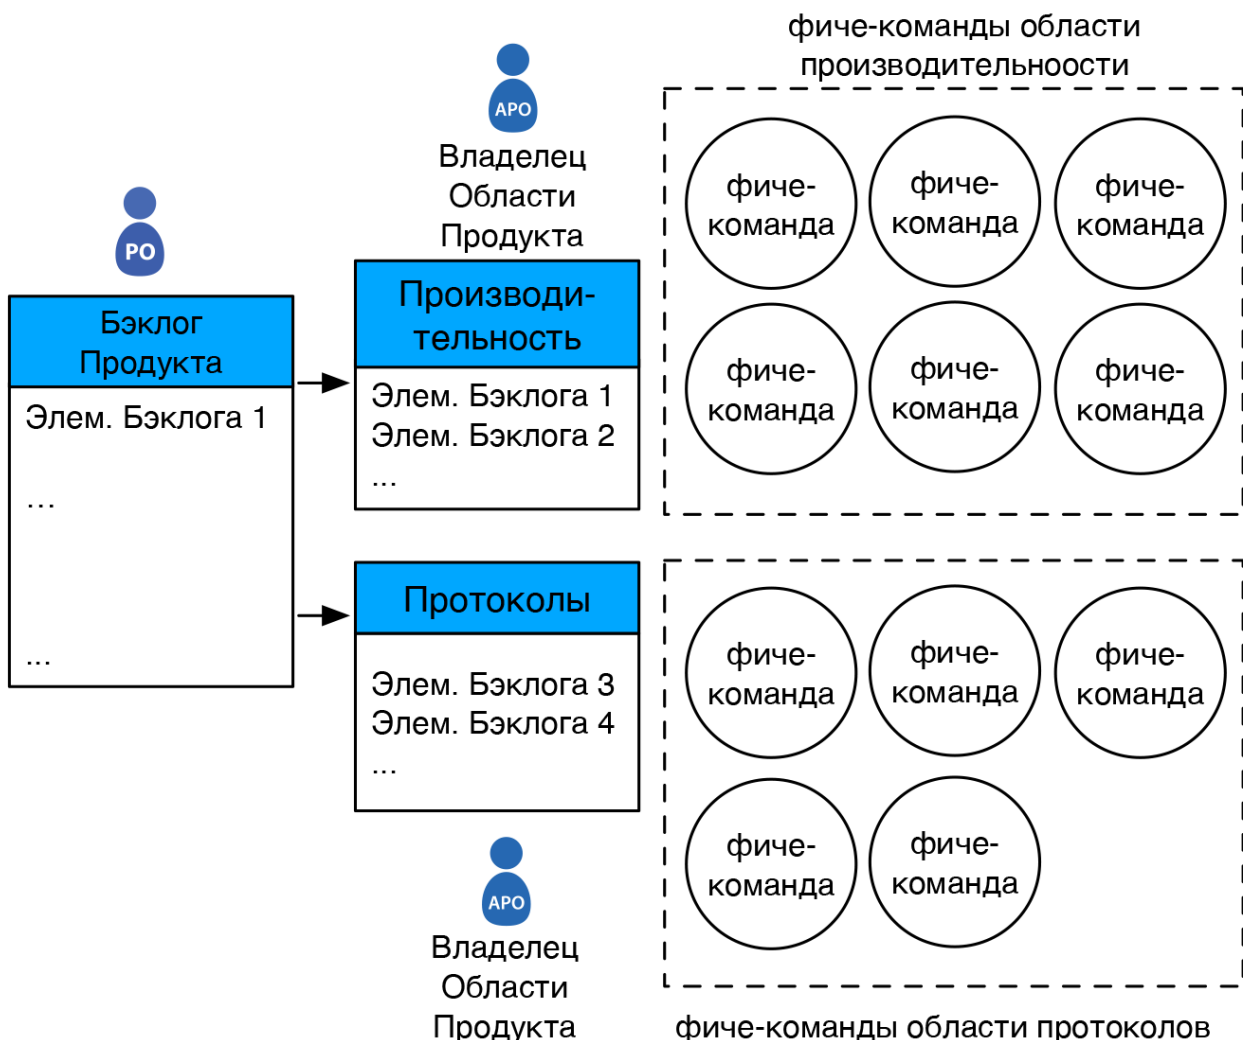 PO
Бэклог
Продукта
Элем. Бэклога 1
...
...
APO
Владелец
Области
Продукта
Производи-
тельность
Элем. Бэклога 1
Элем. Бэклога 2
...
Протоколы
Элем. Бэклога 3
Элем. Бэклога 4
...
APO
Владелец
Области
Продукта
фиче-команды области
производительноости
фиче-
команда
фиче-
команда
фиче-
команда
фиче-
команда
фиче-
команда
фиче-
команда
фиче-
команда
фиче-
команда
фиче-
команда
фиче-
команда
фиче-
команда
фиче-команды области протоколов